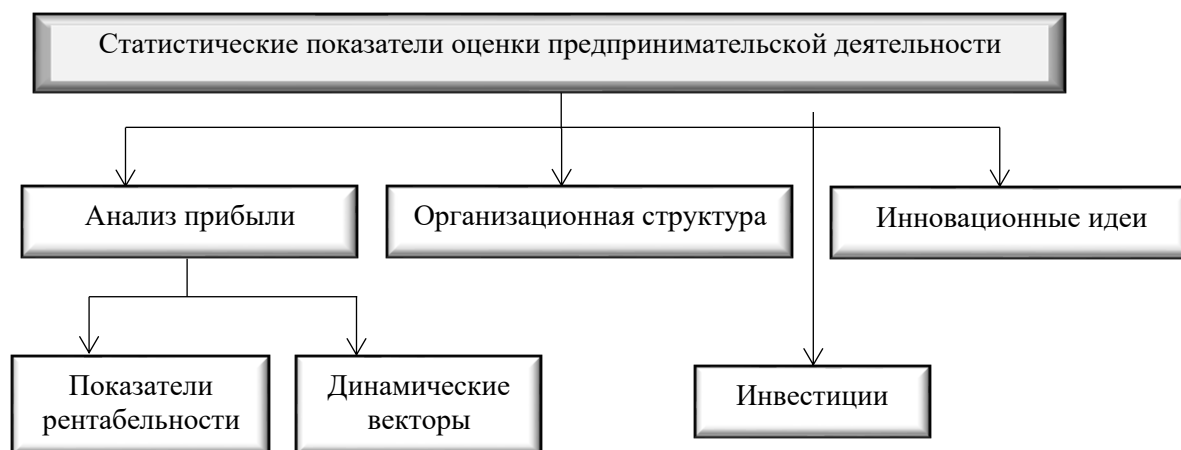 Статистические показатели оценки предпринимательской деятельности
Анализ прибыли
Организационная структура
Инновационные идеи
Показатели
рентабельности
Динамические
векторы
Инвестиции